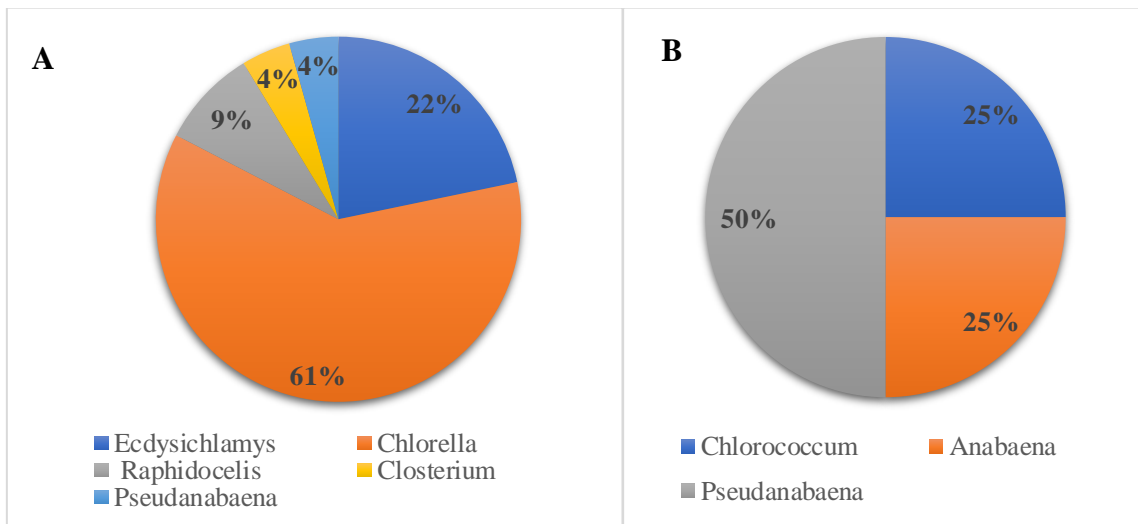 A
4%
4%
22%
9%
61%
Ecdysichlamys
Chlorella
Raphidocelis
Closterium
Pseudanabaena
B
25%
50%
25%
Chlorococcum
Anabaena
Pseudanabaena